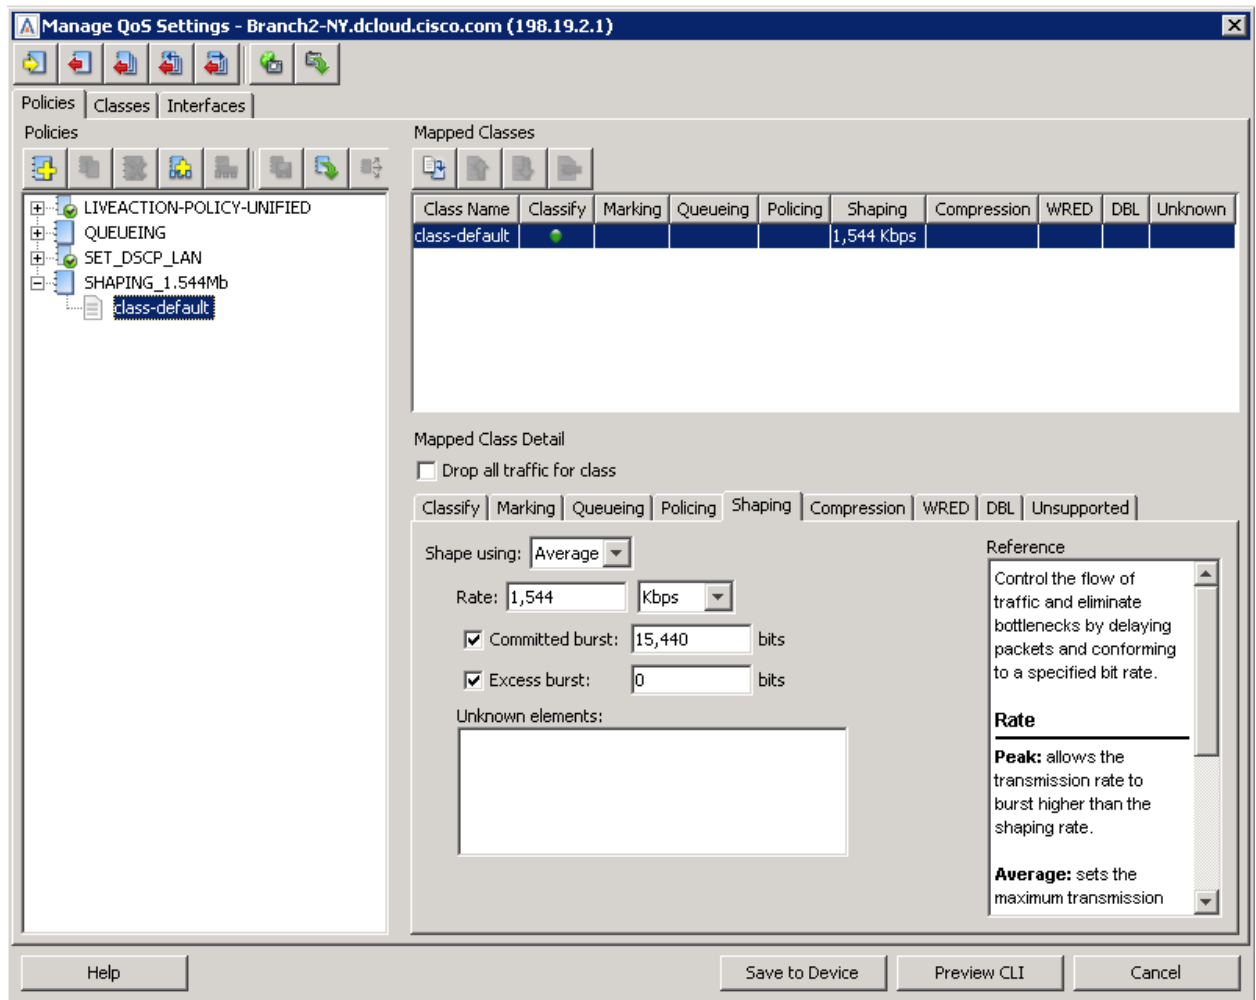 Manage QoS Settings - Branch2-NY.dcloud.cisco.com (198.19.2.1)
Policies Classes Interfaces
Policies
LIVEACTION-POLICY-UNIFIED
QUEUEING
SET_DSCP_LAN
SHAPING_1.544Mb
class-default
Mapped Classes
Class Name Classify Marking Queueing Policing Shaping Compression WRED DBL Unknown
class-default 1,544 Kbps
Mapped Class Detail
Drop all traffic for class
Classify Marking Queueing Policing Shaping Compression WRED DBL Unsupported
Shape using: Average
Rate: 1,544 Kbps
Committed burst: 15,440 bits
Excess burst: 0 bits
Unknown elements:
Reference
Control the flow of
traffic and eliminate
bottlenecks by delaying
packets and conforming
to a specified bit rate.
Rate
Peak: allows the
transmission rate to
burst higher than the
shaping rate.
Average: sets the
maximum transmission
Help Save to Device Preview CLI Cancel